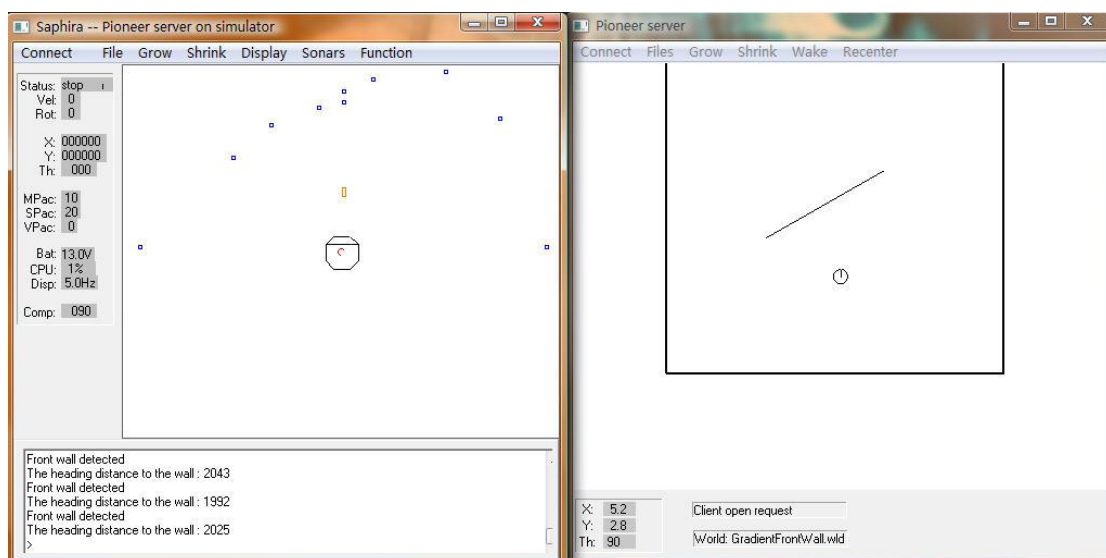 Saphira -- Pioneer server on simulator
Connect File Grow Shrink Display Sonars Function
Status: stop
Vel: 0
Rot: 0
X: 000000
Y: 000000
Th: 000
MPac: 10
SPac: 20
VPac: 0
Bat: 13.0V
CPU: 1%
Disp: 5.0Hz
Comp: 090
Front wall detected
The heading distance to the wall : 2043
Front wall detected
The heading distance to the wall : 1992
Front wall detected
The heading distance to the wall : 2025
>
Pioneer server
Connect Files Grow Shrink Wake Recenter
X: 5.2
Y: 2.8
Th: 90
Client open request
World: GradientFrontWall.wld